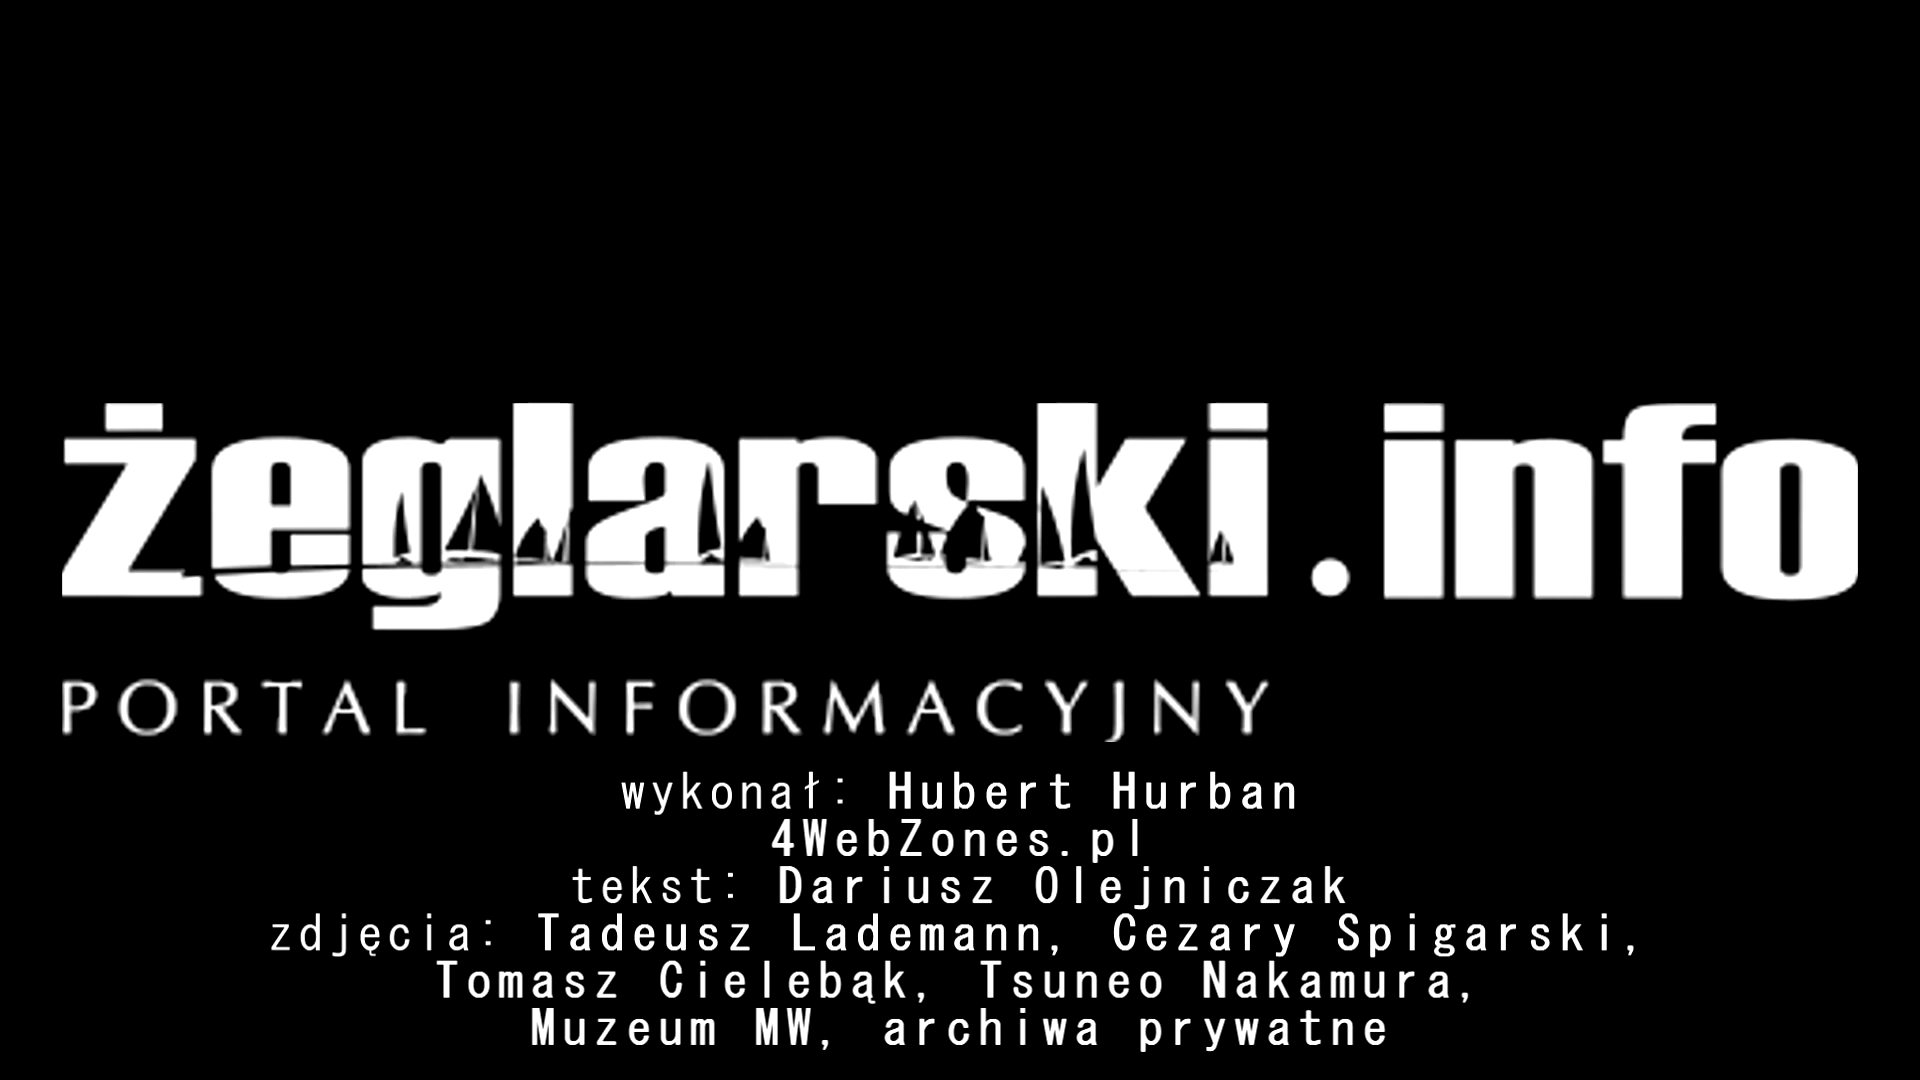 żeglarski.info
PORTAL INFORMACYJNY
wykonał: Hubert Hurban
4WebZones.pl
tekst: Dariusz Olejniczak
zdjęcia: Tadeusz Lademann, Cezary Spigarski,
Tomasz Cielebąk, Tsuneo Nakamura,
Muzeum MW, archiwa prywatne